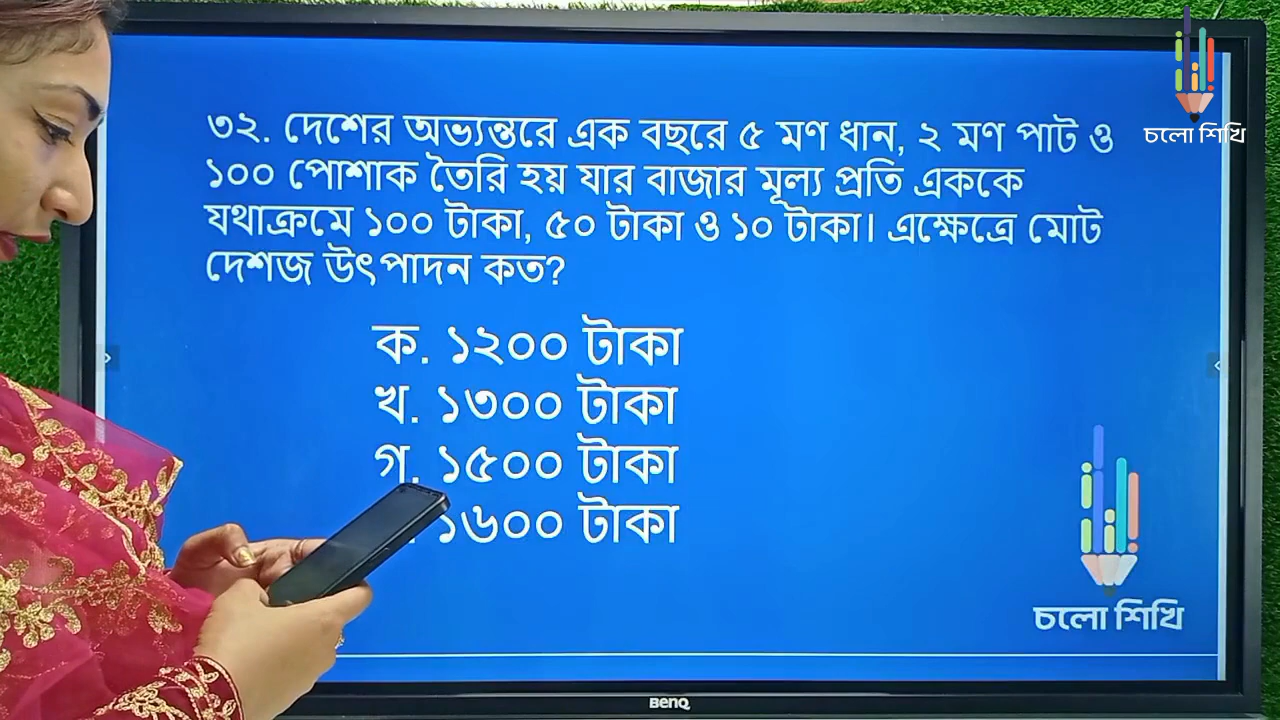 চলো শিখি
৩২. দেশের অভ্যন্তরে এক বছরে ৫ মণ ধান, ২ মণ পাট ও
১০০ পোশাক তৈরি হয় যার বাজার মূল্য প্রতি এককে
যথাক্রমে ১০০ টাকা, ৫০ টাকা ও ১০ টাকা। এক্ষেত্রে মোট
দেশজ উৎপাদন কত?
ক. ১২০০ টাকা
খ. ১৩০০ টাকা
গ. ১৫০০ টাকা
১৬০০ টাকা
চলো শিখি
BenQ